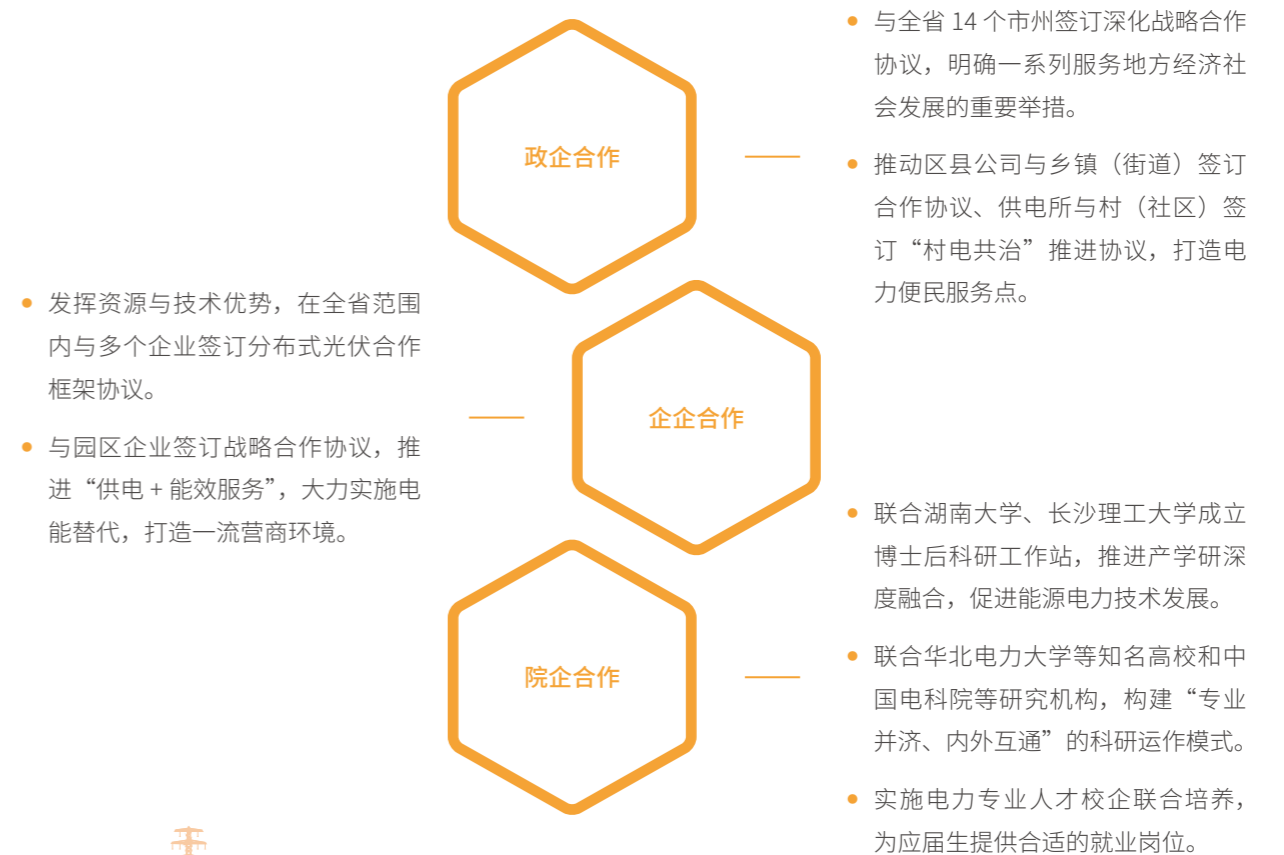 政企合作
与全省 14 个市州签订深化战略合作
协议，明确一系列服务地方经济社
会发展的重要举措。
推动区县公司与乡镇（街道）签订
合作协议、供电所与村（社区）签
订“村电共治”推进协议，打造电
力便民服务点。
企企合作
发挥资源与技术优势，在全省范围
内与多个企业签订分布式光伏合作
框架协议。
与园区企业签订战略合作协议，推
进“供电 + 能效服务”，大力实施电
能替代，打造一流营商环境。
院企合作
联合湖南大学、长沙理工大学成立
博士后科研工作站，推进产学研深
度融合，促进能源电力技术发展。
联合华北电力大学等知名高校和中
国电科院等研究机构，构建“专业
并济、内外互通”的科研运作模式。
实施电力专业人才校企联合培养，
为应届生提供合适的就业岗位。